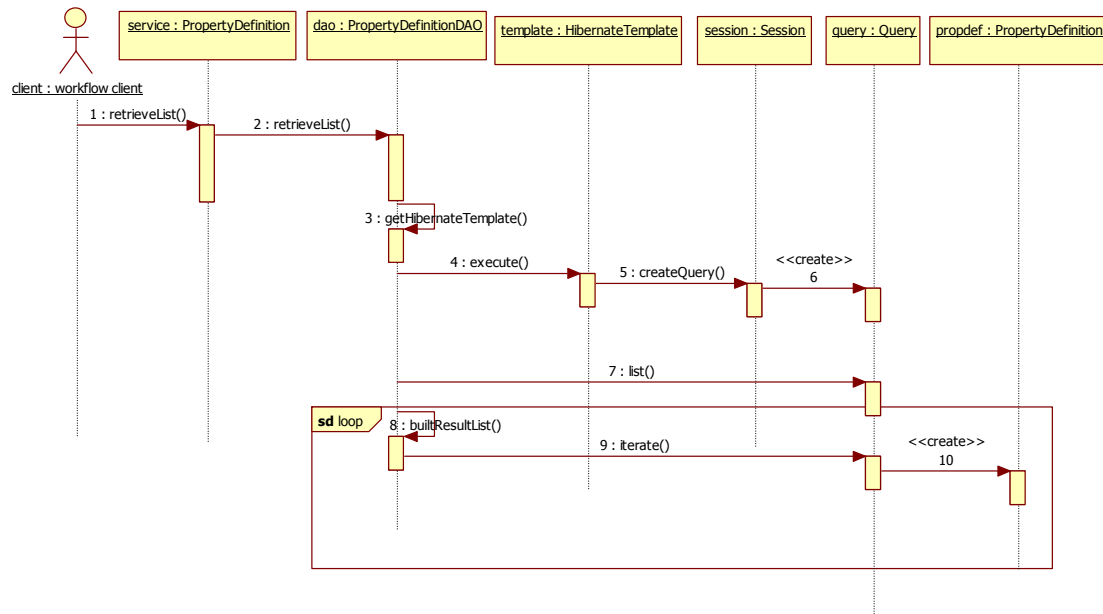 service : PropertyDefinition
dao : PropertyDefinitionDAO
template : HibernateTemplate
session : Session
query : Query
propdef : PropertyDefinition
client : workflow client
1 : retrieveList()
2 : retrieveList()
3 : getHibernateTemplate()
4 : execute()
5 : createQuery()
<<create>>
6
7 : list()
sd loop
8 : builtResultList()
9 : iterate()
<<create>>
10